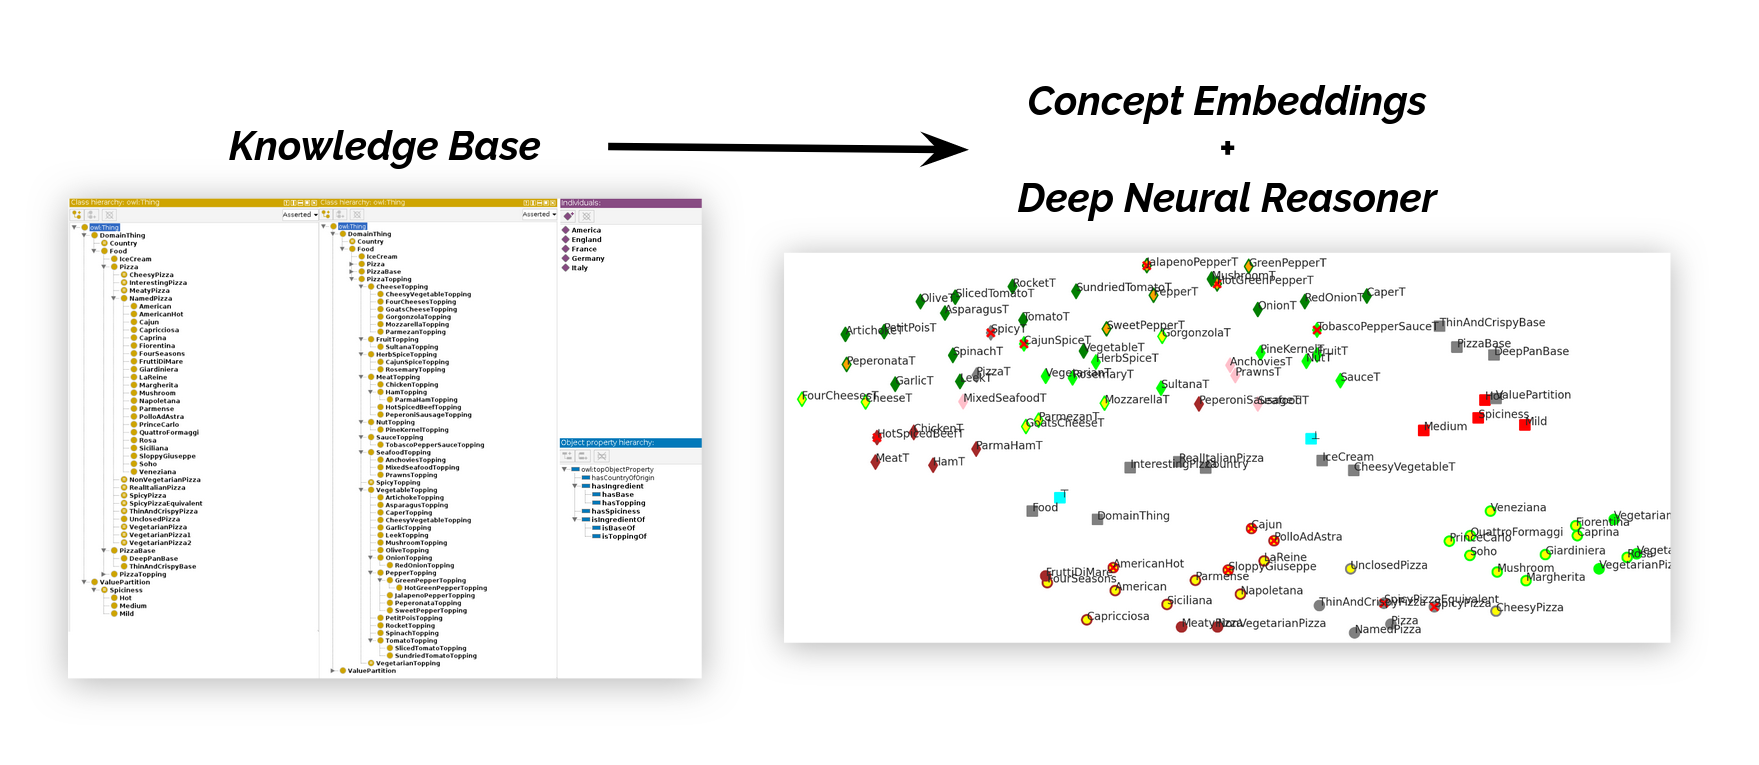 Concept Embeddings
Knowledge Base
+
Deep Neural Reasoner
Class hierarchy: owl:Thing
Asserted
owl:Thing
DomainThing
Country
Food
IceCream
Pizza
CheesyPizza
InterestingPizza
MeatyPizza
NamedPizza
American
AmericanHot
Cajun
Capricciosa
Caprina
Fiorentina
FourSeasons
FruttiDiMare
Giardiniera
LaReine
Margherita
Mushroom
Napoletana
Parmense
PolloAdAstra
PrinceCarlo
QuattroFormaggi
Rosa
Siciliana
SloppyGiuseppe
Soho
Veneziana
NonVegetarianPizza
RealItalianPizza
SpicyPizza
SpicyPizzaEquivalent
ThinAndCrispyPizza
UnclosedPizza
VegetarianPizza
VegetarianPizza1
VegetarianPizza2
PizzaBase
DeepPanBase
ThinAndCrispyBase
PizzaTopping
ValuePartition
Spiciness
Hot
Medium
Mild
Class hierarchy: owl:Thing
Asserted
owl:Thing
DomainThing
Country
Food
IceCream
Pizza
PizzaBase
PizzaTopping
CheeseTopping
CheesyVegetableTopping
FourCheesesTopping
GoatsCheeseTopping
GorgonzolaTopping
MozzarellaTopping
ParmezanTopping
FruitTopping
SultanaTopping
HerbSpiceTopping
CajunSpiceTopping
RosemaryTopping
MeatTopping
ChickenTopping
HamTopping
ParmaHamTopping
HotSpicedBeefTopping
PeperoniSausageTopping
NutTopping
PineKernelTopping
SauceTopping
TobascoPepperSauceTopping
SeafoodTopping
AnchoviesTopping
MixedSeafoodTopping
PrawnsTopping
SpicyTopping
VegetableTopping
ArtichokeTopping
AsparagusTopping
CaperTopping
CheesyVegetableTopping
GarlicTopping
LeekTopping
MushroomTopping
OliveTopping
OnionTopping
RedOnionTopping
PepperTopping
GreenPepperTopping
HotGreenPepperTopping
JalapenoPepperTopping
PeperonataTopping
SweetPepperTopping
PetitPoisTopping
RocketTopping
SpinachTopping
TomatoTopping
SlicedTomatoTopping
SundriedTomatoTopping
VegetarianTopping
ValuePartition
Individuals:
America
England
France
Germany
Italy
Object property hierarchy:
owl:topObjectProperty
hasCountryOfOrigin
hasIngredient
hasBase
hasTopping
hasSpiciness
isIngredientOf
isBaseOf
isToppingOf
JalapenoPepperT
GreenPepperT
MushroomT
HotGreenPepperT
RocketT
SundriedTomatoT
PepperT
SlicedTomatoT
OliveT
CaperT
RedOnionT
OnionT
AsparagusT
TomatoT
ArtichokeT
PetitPoisT
SpicyT
SweetPepperT
GorgonzolaT
TobascoPepperSauceT
ThinAndCrispyBase
CajunSpiceT
VegetableT
PineKernelT
FruitT
PizzaBase
DeepPanBase
SpinachT
PeperonataT
HerbSpiceT
AnchoviesT
NutT
PizzaT
LeekT
VegetarianT
RosemaryT
PrawnsT
SauceT
GarlicT
SultanaT
FourCheesesT
CheeseT
MixedSeafoodT
MozzarellaT
PeperoniSausageT
SeafoodT
Hot
ValuePartition
ParmezanT
GoatsCheeseT
Spiciness
Mild
Medium
ChickenT
HotSpicedBeefT
⊥
ParmaHamT
MeatT
HamT
InterestingPizza
RealItalianPizza
Country
IceCream
CheesyVegetableT
⊤
Food
DomainThing
Veneziana
Cajun
PolloAdAstra
PrinceCarlo
QuattroFormaggi
Fiorentina
Caprina
Soho
Giardiniera
Rosa
LaReine
AmericanHot
SloppyGiuseppe
FruttiDiMare
FourSeasons
UnclosedPizza
Mushroom
Margherita
American
Parmense
Napoletana
Siciliana
ThinAndCrispyPizza
SpicyPizzaEquivalent
SpicyPizza
CheesyPizza
Capricciosa
MeatyPizza
NonVegetarianPizza
Pizza
NamedPizza